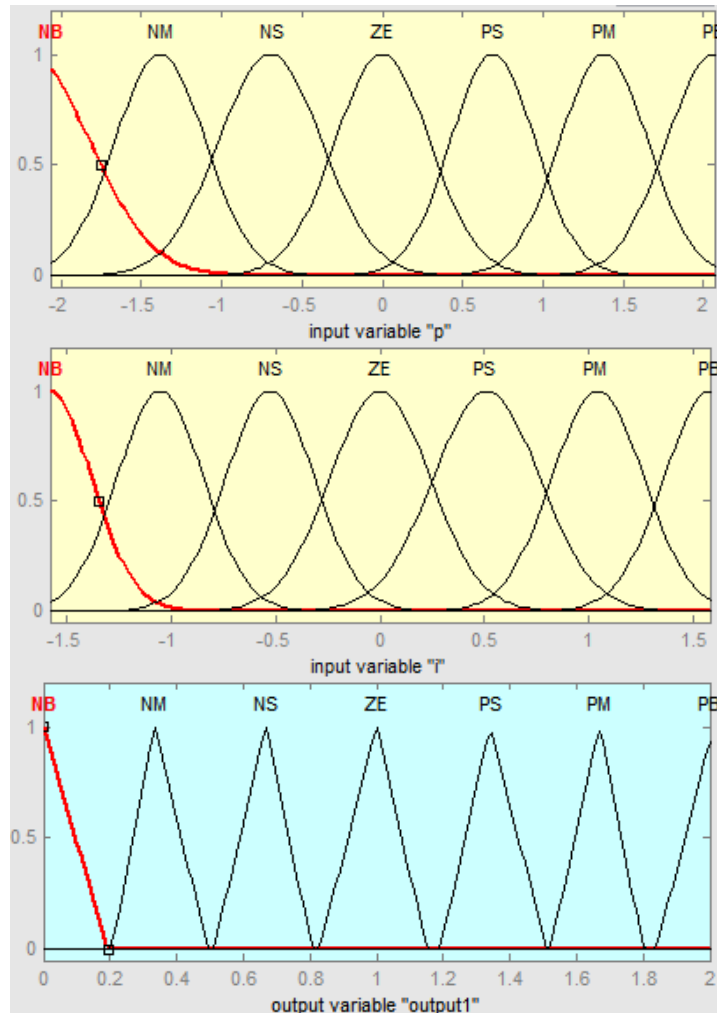 NB NM NS ZE PS PM PE
1
0.5
0
-2 -1.5 -1 -0.5 0 0.5 1 1.5 2
input variable "p"
NB NM NS ZE PS PM PE
1
0.5
0
-1.5 -1 -0.5 0 0.5 1 1.5
input variable "i"
NB NM NS ZE PS PM PE
1
0.5
0
0 0.2 0.4 0.6 0.8 1 1.2 1.4 1.6 1.8 2
output variable "output1"